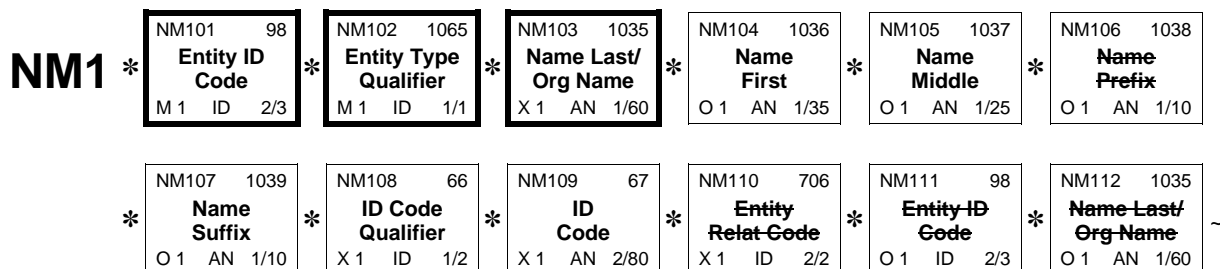 NM101 98 NM102 1065 NM103 1035 NM104 1036 NM105 1037 NM106 1038
NM1 * Entity ID Code * Entity Type Qualifier * Name Last/ Org Name * Name First * Name Middle * Name Prefix
M 1 ID 2/3 M 1 ID 1/1 X 1 AN 1/60 O 1 AN 1/35 O 1 AN 1/25 O 1 AN 1/10
NM107 1039 NM108 66 NM109 67 NM110 706 NM111 98 NM112 1035
* Name Suffix * ID Code Qualifier * ID Code * Entity Relat Code * Entity ID Code * Name Last/ Org Name ~
O 1 AN 1/10 X 1 ID 1/2 X 1 AN 2/80 X 1 ID 2/2 O 1 ID 2/3 O 1 AN 1/60